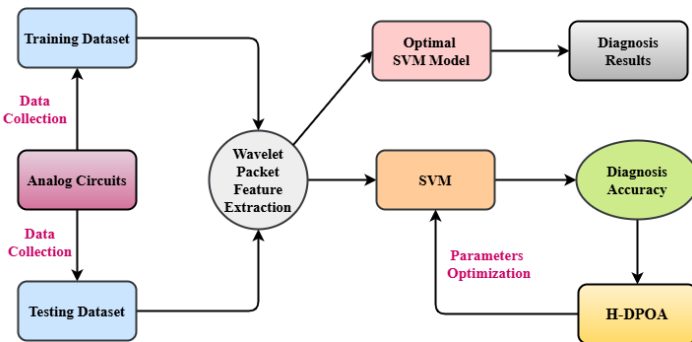 Training Dataset
Optimal
SVM Model
Diagnosis
Results
Data
Collection
Analog Circuits
Wavelet
Packet
Feature
Extraction
SVM
Diagnosis
Accuracy
Data
Collection
Parameters
Optimization
Testing Dataset
H-DPOA